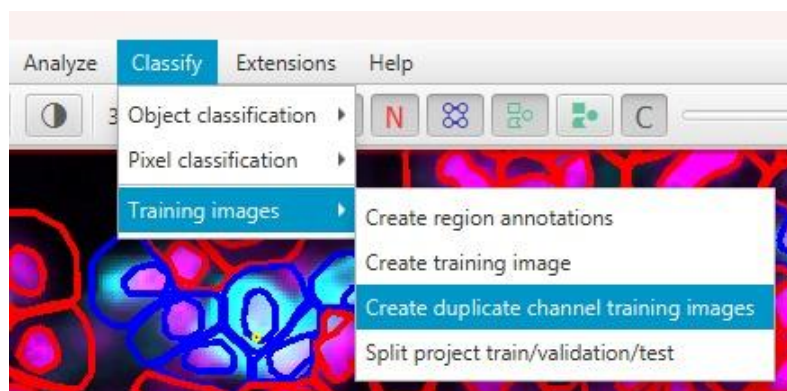 Analyze Classify Extensions Help
3 Object classification N C
Pixel classification
Training images
Create region annotations
Create training image
Create duplicate channel training images
Split project train/validation/test